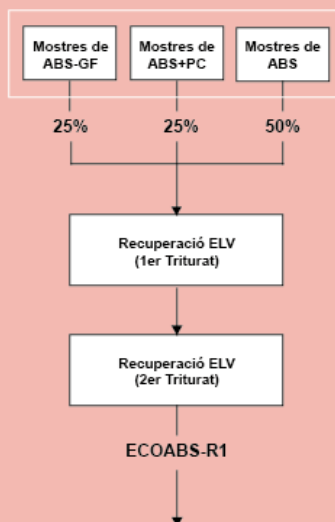 Mostres de
ABS-GF
Mostres de
ABS+PC
Mostres de
ABS
25%
25%
50%
Recuperació ELV
(1er Triturat)
Recuperació ELV
(2er Triturat)
ECOABS-R1